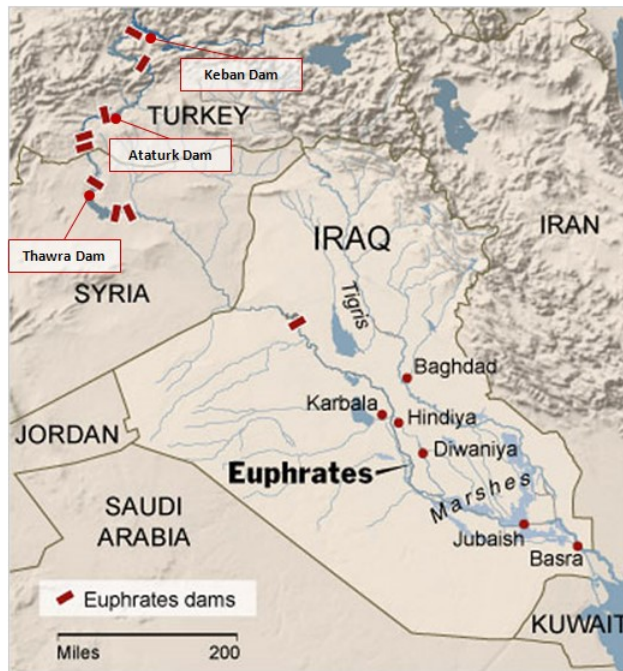 Keban Dam
TURKEY
Ataturk Dam
Thawra Dam
SYRIA
IRAQ
IRAN
Tigris
Baghdad
Karbala
Hindiya
JORDAN
Diwaniya
Euphrates
Marshes
SAUDI
ARABIA
Jubaish
Basra
Euphrates dams
KUWAIT
Miles 200